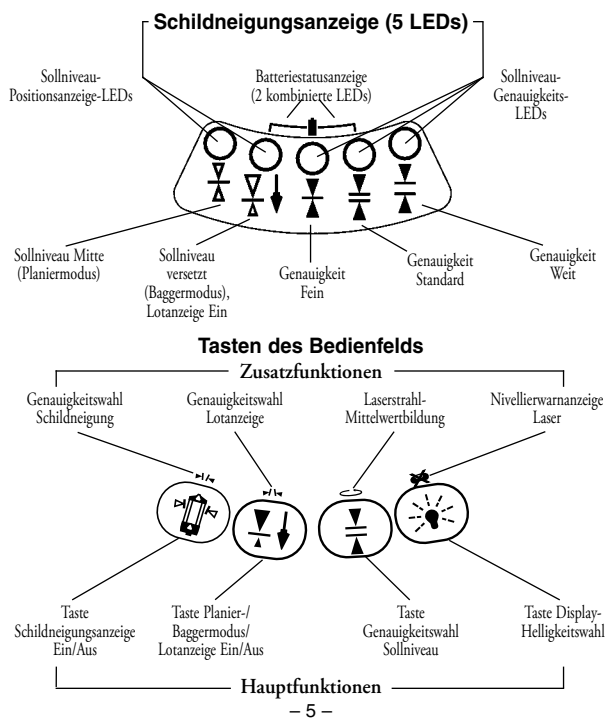 Schildneigungsanzeige (5 LEDs)
Sollniveau-
Positionsanzeige-LEDs
Batteriestatusanzeige
(2 kombinierte LEDs)
Sollniveau-
Genauigkeits-
LEDs
Sollniveau Mitte
(Planiermodus)
Sollniveau
versetzt
(Baggermodus),
Lotanzeige Ein
Genauigkeit
Fein
Genauigkeit
Standard
Genauigkeit
Weit
Tasten des Bedienfelds
Zusatzfunktionen
Genauigkeitswahl
Schildneigung
Genauigkeitswahl
Lotanzeige
Laserstrahl-
Mittelwertbildung
Nivellierwarnanzeige
Laser
Taste
Schildneigungsanzeige
Ein/Aus
Taste Planier-/
Baggermodus/
Lotanzeige Ein/Aus
Taste
Genauigkeitswahl
Sollniveau
Taste Display-
Helligkeitswahl
Hauptfunktionen
– 5 –